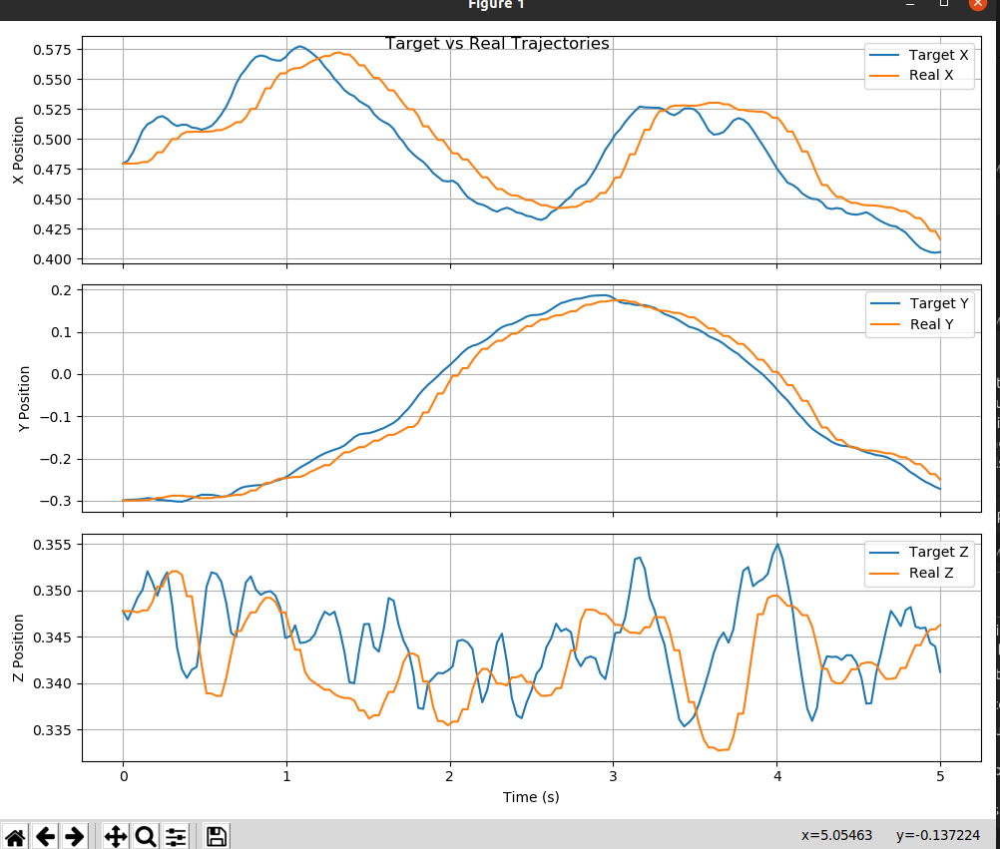 Figure 1
Target vs Real Trajectories
X Position
0.575
0.550
0.525
0.500
0.475
0.450
0.425
0.400
Target X
Real X
Y Position
0.2
0.1
0.0
−0.1
−0.2
−0.3
Target Y
Real Y
Z Position
0.355
0.350
0.345
0.340
0.335
Target Z
Real Z
0 1 2 3 4 5
Time (s)
x=5.05463 y=-0.137224